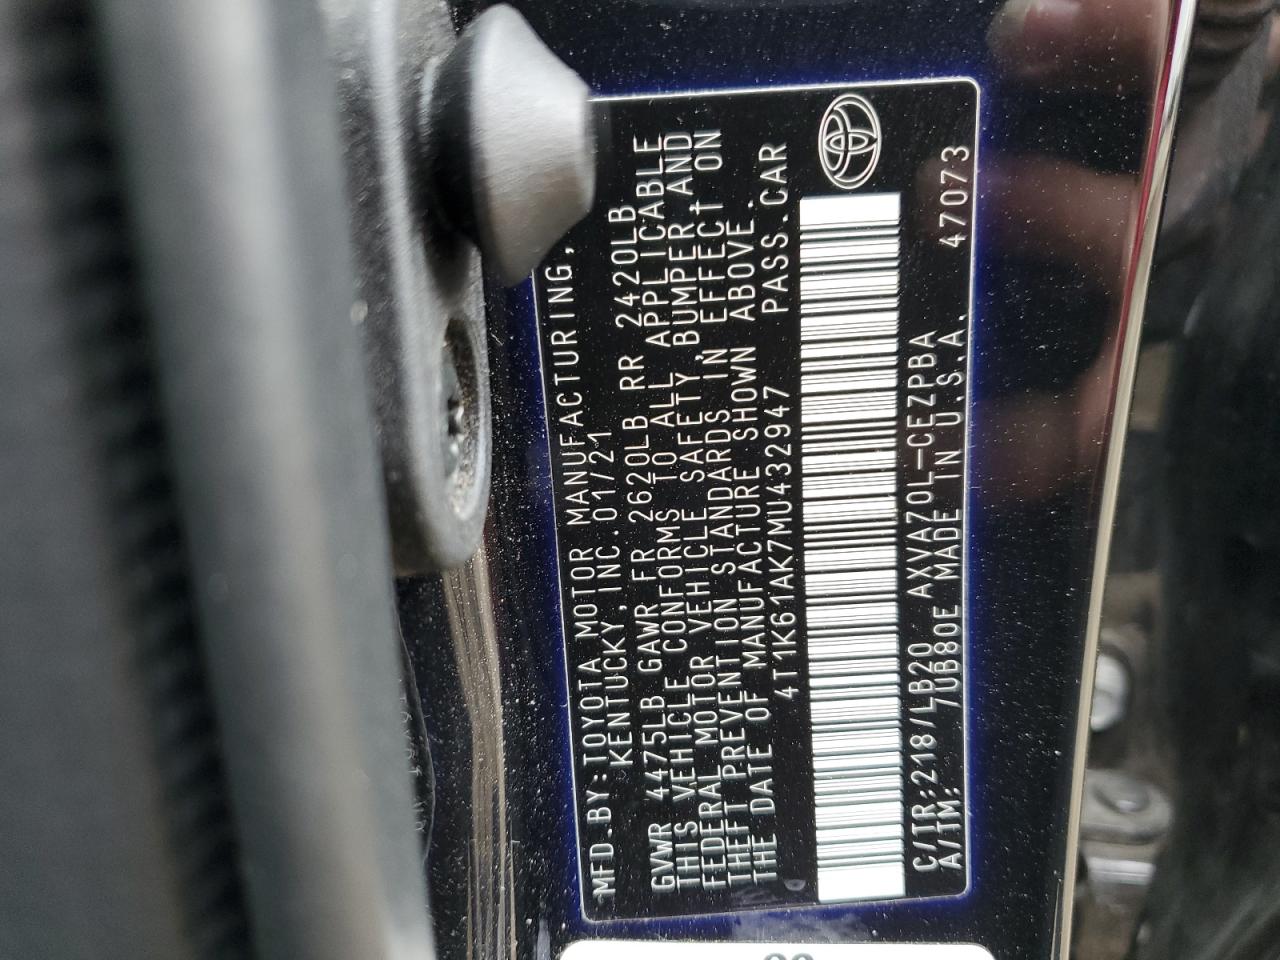 MFD.BY:TOYOTA MOTOR MANUFACTURING,
KENTUCKY, INC.01/21
GVWR 4475LB GAWR FR 2620LB RR 2420LB
THIS VEHICLE CONFORMS TO ALL APPLICABLE
FEDERAL MOTOR VEHICLE SAFETY, BUMPER,AND
THEFT PREVENTION STANDARDS IN EFFECT ON
THE DATE OF MANUFACTURE SHOWN ABOVE.
4T1K61AK7MU432947 PASS.CAR
C/TR:218/LB20 AXVA70L-CEZPBA 47073
A/TM: UB80E MADE IN U.S.A.